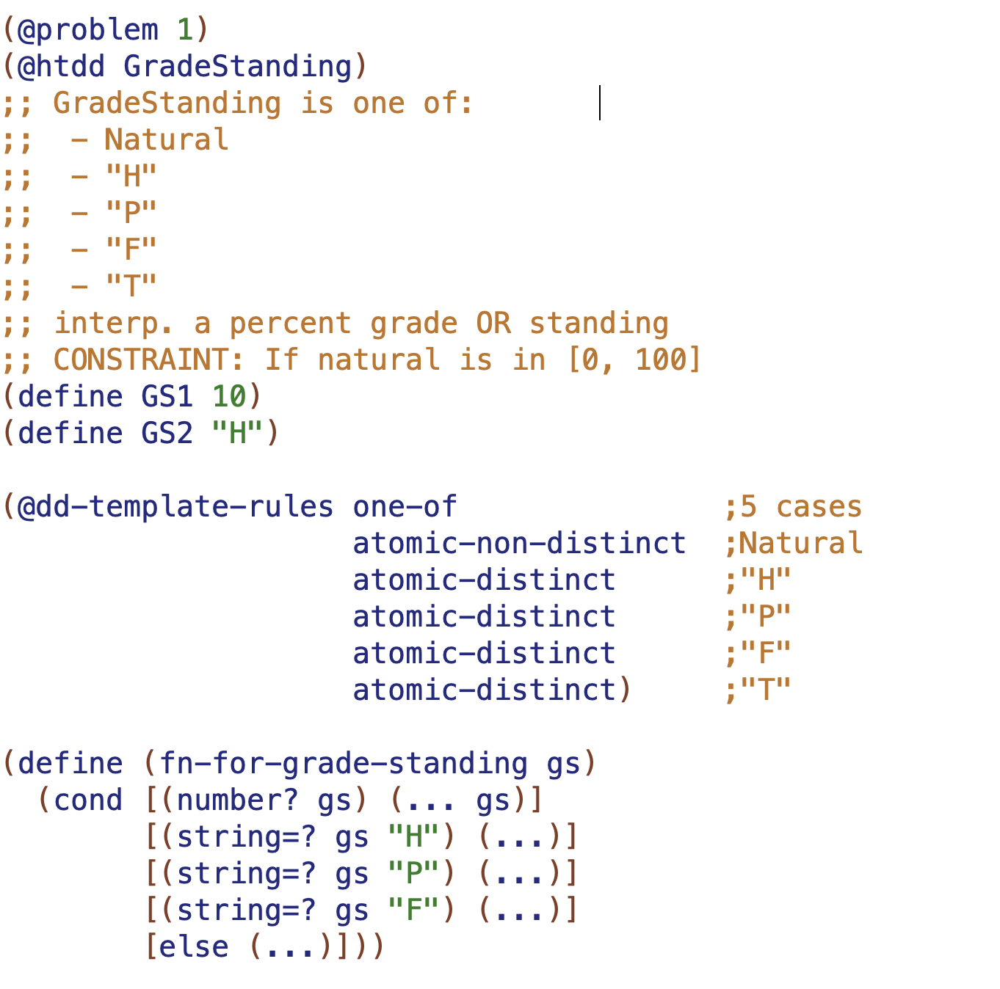 (@problem 1)
(@htdd GradeStanding)
;; GradeStanding is one of:
;;  - Natural
;;  - "H"
;;  - "P"
;;  - "F"
;;  - "T"
;; interp. a percent grade OR standing
;; CONSTRAINT: If natural is in [0, 100]
(define GS1 10)
(define GS2 "H")

(@dd-template-rules one-of               ;5 cases
                    atomic-non-distinct  ;Natural
                    atomic-distinct      ;"H"
                    atomic-distinct      ;"P"
                    atomic-distinct      ;"F"
                    atomic-distinct)     ;"T"

(define (fn-for-grade-standing gs)
  (cond [(number? gs) (... gs)]
        [(string=? gs "H") (...)]
        [(string=? gs "P") (...)]
        [(string=? gs "F") (...)]
        [else (...)]))